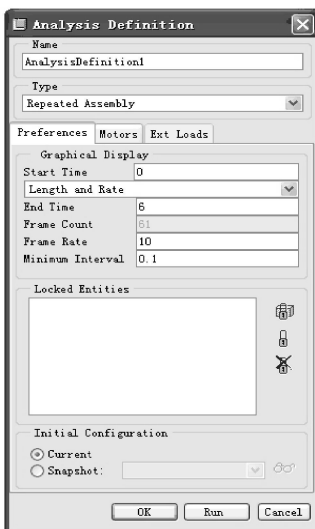 Analysis Definition
Name
AnalysisDefinition1
Type
Repeated Assembly
Preferences Motors Ext Loads
Graphical Display
Start Time 0
Length and Rate
End Time 6
Frame Count 61
Frame Rate 10
Minimum Interval 0.1
Locked Entities
Initial Configuration
Current
Snapshot:
OK Run Cancel